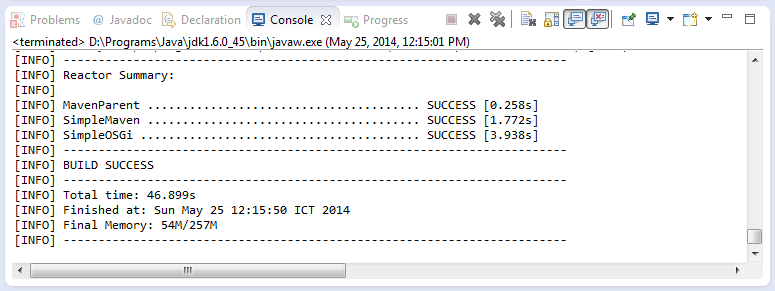 Problems @ Javadoc Declaration Console Progress
<terminated> D:\Programs\Java\jdk1.6.0_45\bin\javaw.exe (May 25, 2014, 12:15:01 PM)
[INFO] ------------------------------------------------------------------------
[INFO] Reactor Summary:
[INFO]
[INFO] MavenParent ....................................... SUCCESS [0.258s]
[INFO] SimpleMaven ....................................... SUCCESS [1.772s]
[INFO] SimpleOSGi ........................................ SUCCESS [3.938s]
[INFO] ------------------------------------------------------------------------
[INFO] BUILD SUCCESS
[INFO] ------------------------------------------------------------------------
[INFO] Total time: 46.899s
[INFO] Finished at: Sun May 25 12:15:50 ICT 2014
[INFO] Final Memory: 54M/257M
[INFO] ------------------------------------------------------------------------